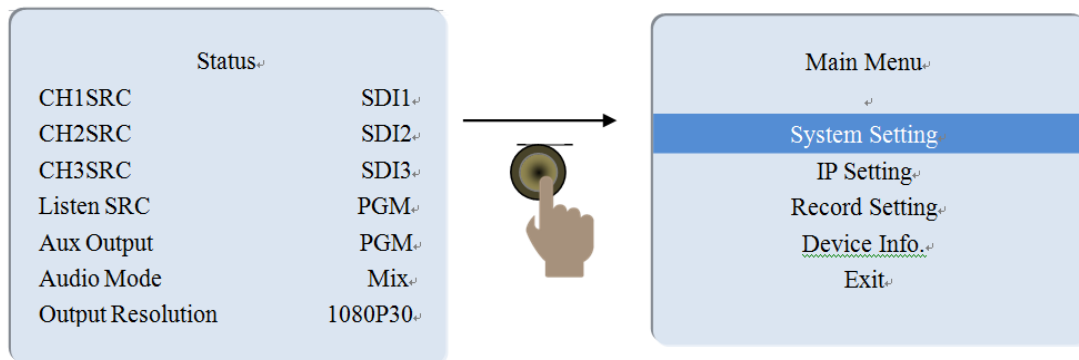 Status
CH1SRC SDI1
CH2SRC SDI2
CH3SRC SDI3
Listen SRC PGM
Aux Output PGM
Audio Mode Mix
Output Resolution 1080P30
Main Menu
System Setting
IP Setting
Record Setting
Device Info.
Exit